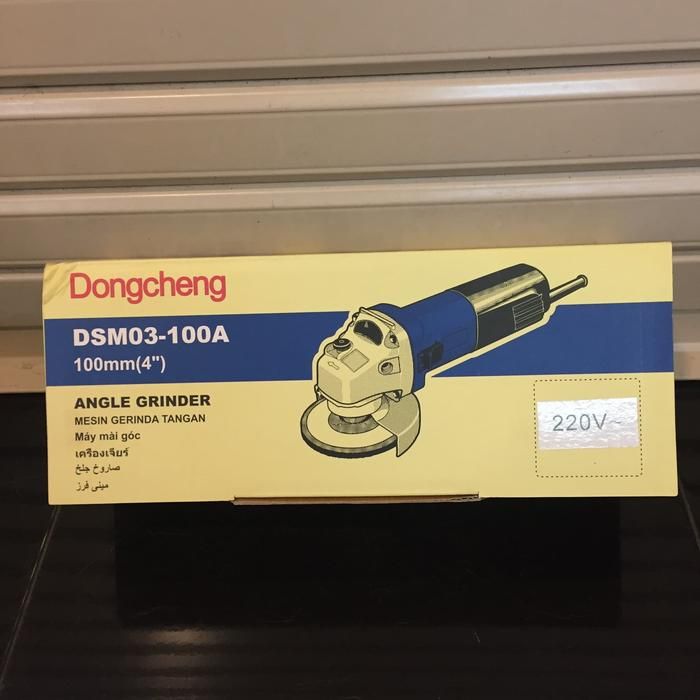 Dongcheng
DSM03-100A
100mm(4")
ANGLE GRINDER
MESIN GERINDA TANGAN
Máy mài góc
เครื่องเจียร์
صاروخ جلخ
مینی فرز
220V~